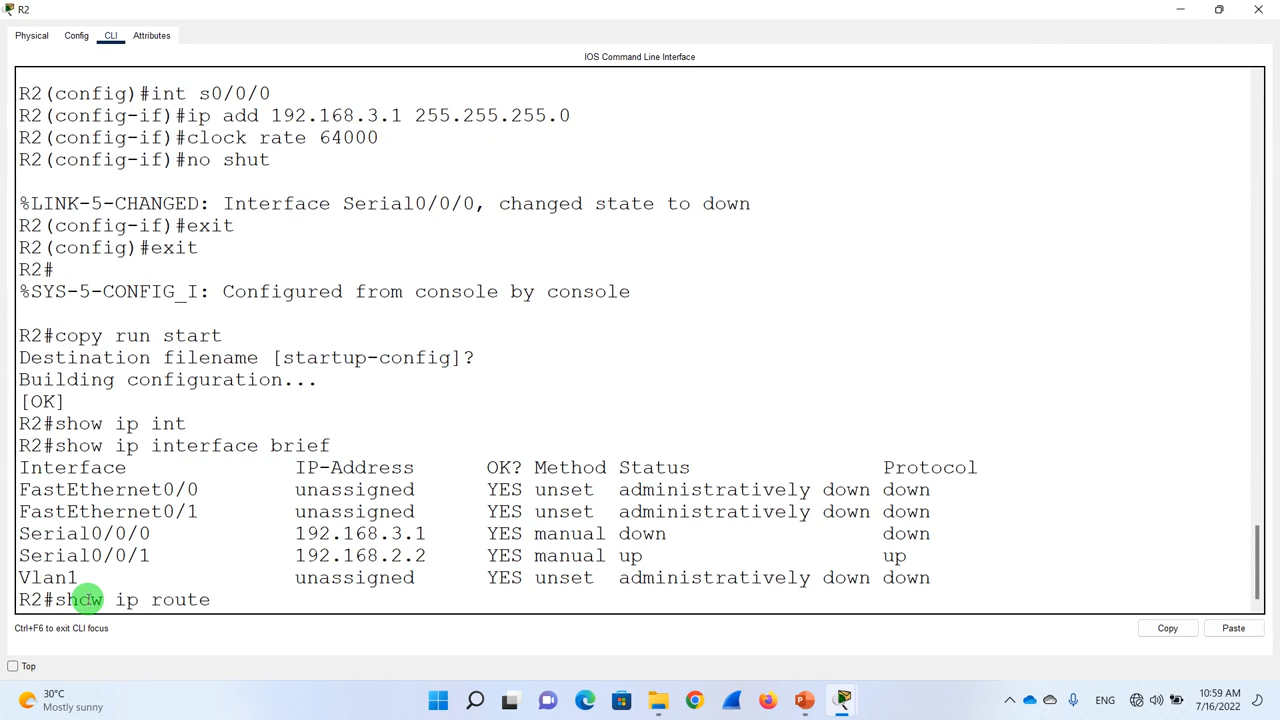 R2
Physical
Config
CLI
Attributes
IOS Command Line Interface
R2(config)#int s0/0/0
R2(config-if)#ip add 192.168.3.1 255.255.255.0
R2(config-if)#clock rate 64000
R2(config-if)#no shut
%LINK-5-CHANGED: Interface Serial0/0/0, changed state to down
R2(config-if)#exit
R2(config)#exit
R2#
%SYS-5-CONFIG_I: Configured from console by console
R2#copy run start
Destination filename [startup-config]?
Building configuration...
[OK]
R2#show ip int
R2#show ip interface brief
Interface IP-Address OK? Method Status Protocol
FastEthernet0/0 unassigned YES unset administratively down down
FastEthernet0/1 unassigned YES unset administratively down down
Serial0/0/0 192.168.3.1 YES manual down down
Serial0/0/1 192.168.2.2 YES manual up up
Vlan1 unassigned YES unset administratively down down
R2#show ip route
Ctrl+F6 to exit CLI focus
Copy
Paste
Top
30°C
Mostly sunny
ENG
10:59 AM
7/16/2022